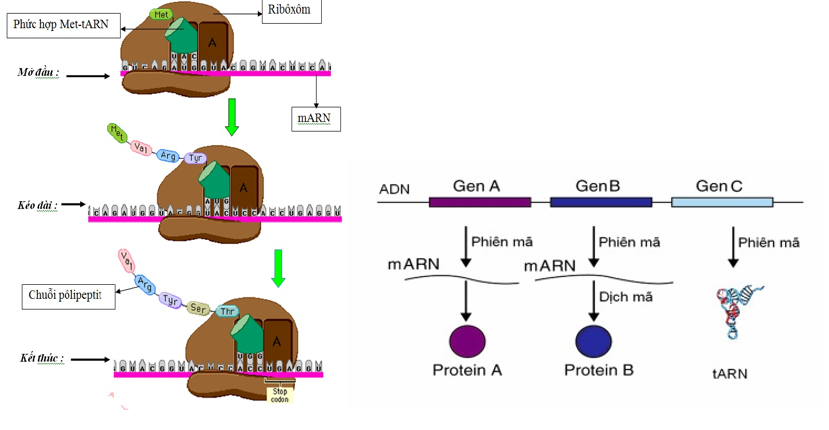 Met
Ribôxôm
Phức hợp Met-tARN
A
U A C
G U C A G A U G G U A C G G U A C U C C A
Mở đầu :
mARN
Met Val Arg Tyr
A
A U G
C A G A U G G U A C G G U A C U C C A C C U G A G G U
Kéo dài :
Val Arg Tyr Ser Thr
Chuỗi pôlipeptit
A
U G G
G U A C G G U A C C C A C C U G A G G U
Kết thúc :
Stop
codon
ADN Gen A Gen B Gen C
Phiên mã Phiên mã Phiên mã
mARN mARN
Dịch mã
Protein A Protein B tARN